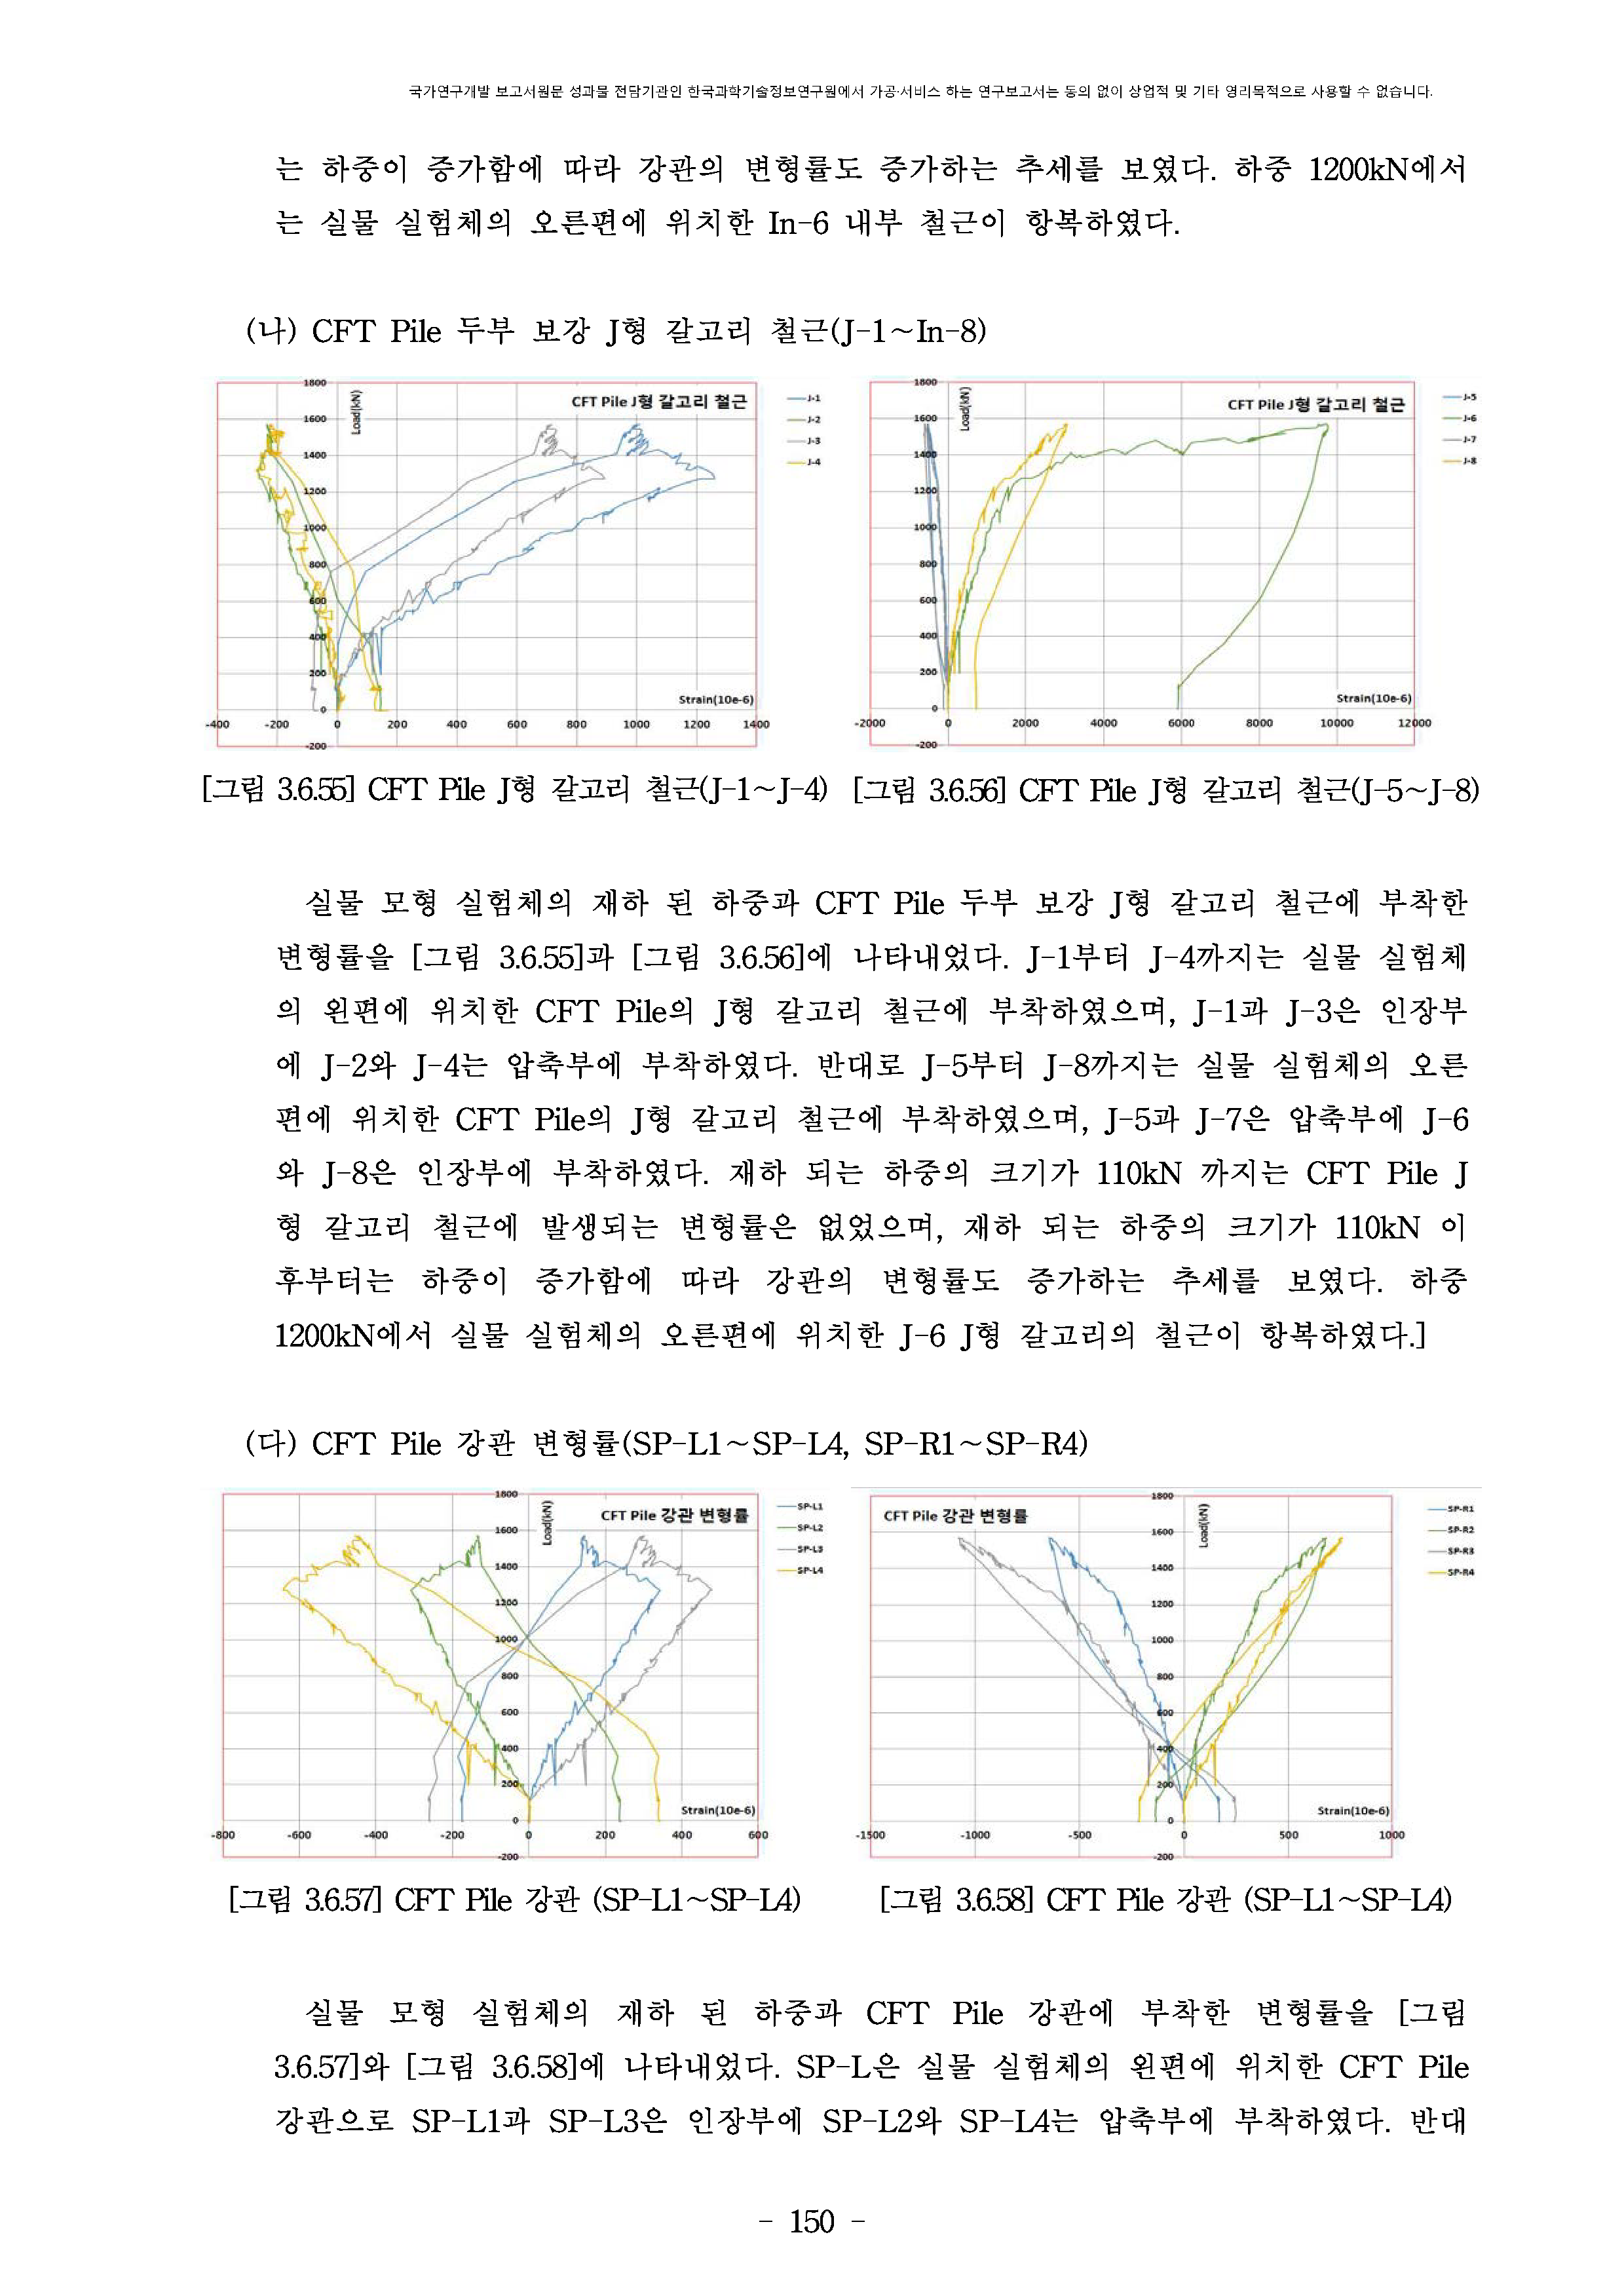 국가연구개발 보고서원문 성과물 전담기관인 한국과학기술정보연구원에서 가공·서비스 하는 연구보고서는 동의 없이 상업적 및 기타 영리목적으로 사용할 수 없습니다.
는 하중이 증가함에 따라 강관의 변형률도 증가하는 추세를 보였다. 하중 1200kN에서
는 실물 실험체의 오른편에 위치한 In-6 내부 철근이 항복하였다.
(나) CFT Pile 두부 보강 J형 갈고리 철근(J-1~In-8)
CFT Pile J형 갈고리 철근
Load(kN)
1800
1600
1400
1200
1000
800
600
400
200
0
-200
-400 -200 0 200 400 600 800 1000 1200 1400
Strain(10e-6)
J-1
J-2
J-3
J-4
CFT Pile J형 갈고리 철근
Load(kN)
1800
1600
1400
1200
1000
800
600
400
200
0
-200
-2000 0 2000 4000 6000 8000 10000 12000
Strain(10e-6)
J-5
J-6
J-7
J-8
[그림 3.6.55] CFT Pile J형 갈고리 철근(J-1~J-4) [그림 3.6.56] CFT Pile J형 갈고리 철근(J-5~J-8)
실물 모형 실험체의 재하 된 하중과 CFT Pile 두부 보강 J형 갈고리 철근에 부착한
변형률을 [그림 3.6.55]과 [그림 3.6.56]에 나타내었다. J-1부터 J-4까지는 실물 실험체
의 왼편에 위치한 CFT Pile의 J형 갈고리 철근에 부착하였으며, J-1과 J-3은 인장부
에 J-2와 J-4는 압축부에 부착하였다. 반대로 J-5부터 J-8까지는 실물 실험체의 오른
편에 위치한 CFT Pile의 J형 갈고리 철근에 부착하였으며, J-5과 J-7은 압축부에 J-6
와 J-8은 인장부에 부착하였다. 재하 되는 하중의 크기가 110kN 까지는 CFT Pile J
형 갈고리 철근에 발생되는 변형률은 없었으며, 재하 되는 하중의 크기가 110kN 이
후부터는 하중이 증가함에 따라 강관의 변형률도 증가하는 추세를 보였다. 하중
1200kN에서 실물 실험체의 오른편에 위치한 J-6 J형 갈고리의 철근이 항복하였다.]
(다) CFT Pile 강관 변형률(SP-L1~SP-L4, SP-R1~SP-R4)
CFT Pile 강관 변형률
Load(kN)
1800
1600
1400
1200
1000
800
600
400
200
0
-200
-800 -600 -400 -200 0 200 400 600
Strain(10e-6)
SP-L1
SP-L2
SP-L3
SP-L4
CFT Pile 강관 변형률
Load(kN)
1800
1600
1400
1200
1000
800
600
400
200
0
-200
-1500 -1000 -500 0 500 1000
Strain(10e-6)
SP-R1
SP-R2
SP-R3
SP-R4
[그림 3.6.57] CFT Pile 강관 (SP-L1~SP-L4) [그림 3.6.58] CFT Pile 강관 (SP-L1~SP-L4)
실물 모형 실험체의 재하 된 하중과 CFT Pile 강관에 부착한 변형률을 [그림
3.6.57]와 [그림 3.6.58]에 나타내었다. SP-L은 실물 실험체의 왼편에 위치한 CFT Pile
강관으로 SP-L1과 SP-L3은 인장부에 SP-L2와 SP-L4는 압축부에 부착하였다. 반대
- 150 -